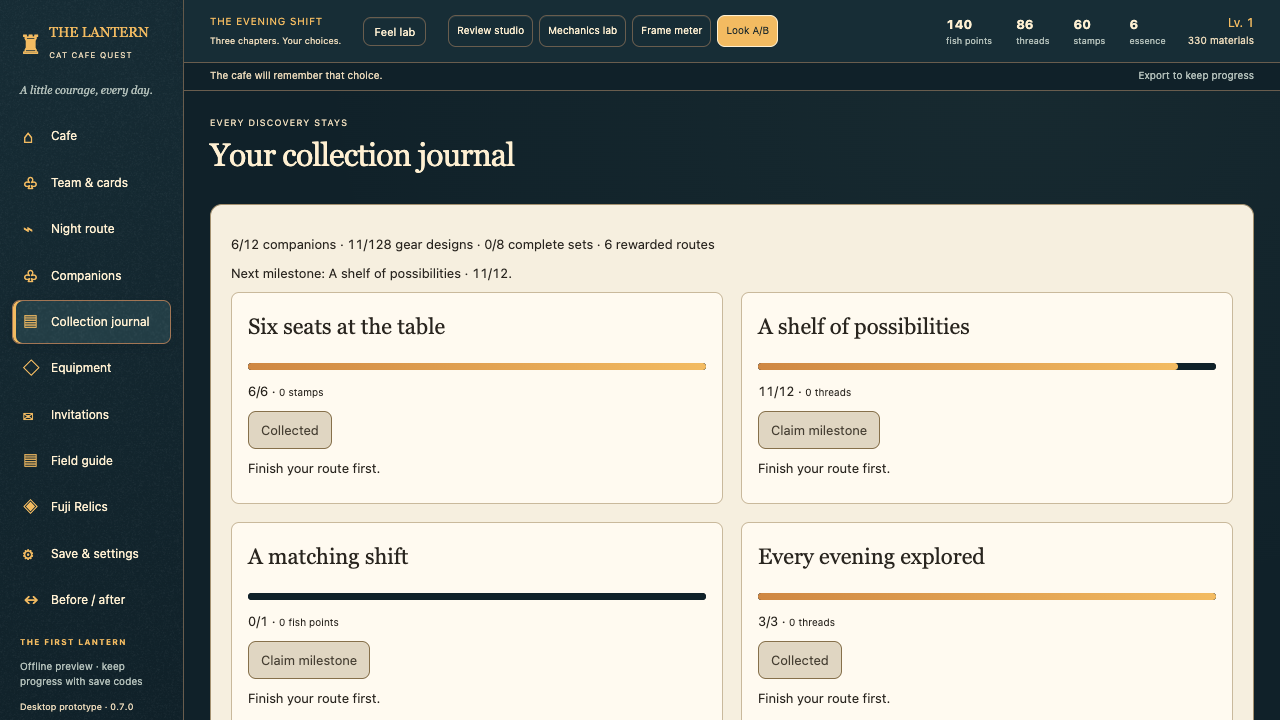 THE LANTERN
CAT CAFE QUEST
A little courage, every day.
Cafe
Team & cards
Night route
Companions
Collection journal
Equipment
Invitations
Field guide
Fuji Relics
Save & settings
Before / after
THE FIRST LANTERN
Offline preview · keep
progress with save codes
Desktop prototype · 0.7.0
THE EVENING SHIFT
Three chapters. Your choices.
Feel lab
Review studio
Mechanics lab
Frame meter
Look A/B
140
fish points
86
threads
60
stamps
6
essence
Lv. 1
330 materials
The cafe will remember that choice.
Export to keep progress
EVERY DISCOVERY STAYS
Your collection journal
6/12 companions · 11/128 gear designs · 0/8 complete sets · 6 rewarded routes
Next milestone: A shelf of possibilities · 11/12.
Six seats at the table
6/6 · 0 stamps
Collected
Finish your route first.
A shelf of possibilities
11/12 · 0 threads
Claim milestone
Finish your route first.
A matching shift
0/1 · 0 fish points
Claim milestone
Finish your route first.
Every evening explored
3/3 · 0 threads
Collected
Finish your route first.